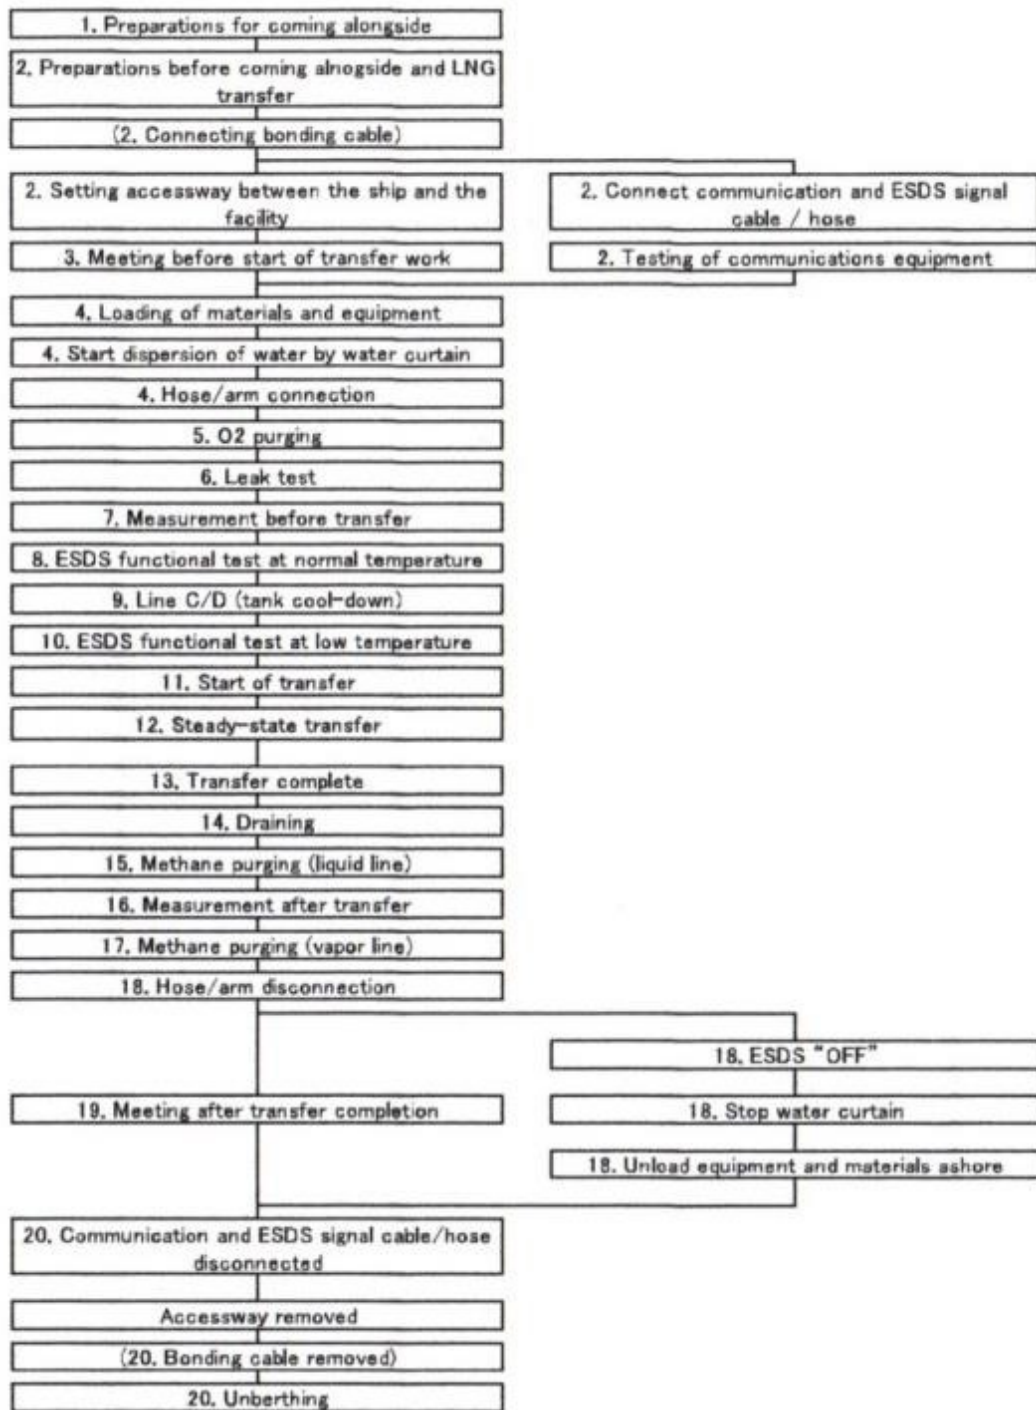 1. Preparations for coming alongside
2. Preparations before coming alnogside and LNG
transfer
(2. Connecting bonding cable)
2. Setting accessway between the ship and the
facility
2. Connect communication and ESDS signal
cable / hose
3. Meeting before start of transfer work
2. Testing of communications equipment
4. Loading of materials and equipment
4. Start dispersion of water by water curtain
4. Hose/arm connection
5. O2 purging
6. Leak test
7. Measurement before transfer
8. ESDS functional test at normal temperature
9. Line C/D (tank cool-down)
10. ESDS functional test at low temperature
11. Start of transfer
12. Steady-state transfer
13. Transfer complete
14. Draining
15. Methane purging (liquid line)
16. Measurement after transfer
17. Methane purging (vapor line)
18. Hose/arm disconnection
18. ESDS "OFF"
19. Meeting after transfer completion
18. Stop water curtain
18. Unload equipment and materials ashore
20. Communication and ESDS signal cable/hose
disconnected
Accessway removed
(20. Bonding cable removed)
20. Unberthing